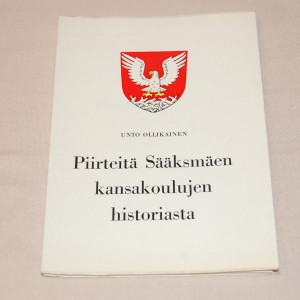 UNTO OLLIKAINEN
Piirteitä Sääksmäen
kansakoulujen
historiasta